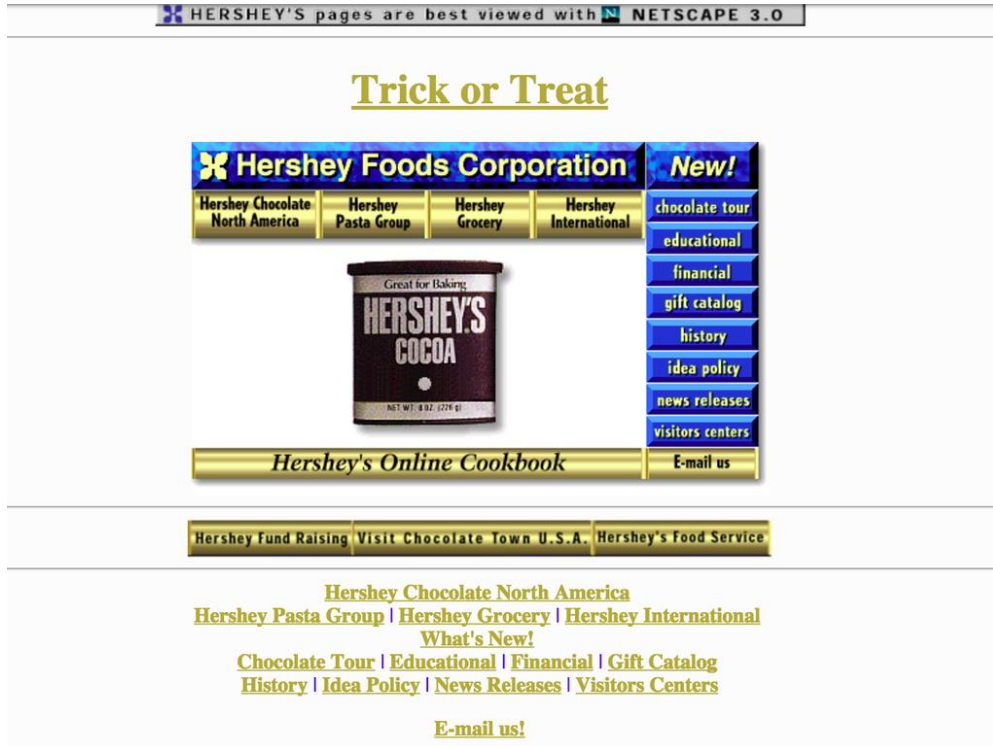 HERSHEY'S pages are best viewed with N NETSCAPE 3.0
Trick or Treat
Hershey Foods Corporation
New!
Hershey Chocolate
North America
Hershey
Pasta Group
Hershey
Grocery
Hershey
International
chocolate tour
educational
financial
gift catalog
history
idea policy
news releases
visitors centers
Great for Baking
HERSHEY'S
COCOA
NET WT. 8 OZ. (226 g)
Hershey's Online Cookbook
E-mail us
Hershey Fund Raising Visit Chocolate Town U.S.A. Hershey's Food Service
Hershey Chocolate North America
Hershey Pasta Group | Hershey Grocery | Hershey International
What's New!
Chocolate Tour | Educational | Financial | Gift Catalog
History | Idea Policy | News Releases | Visitors Centers
E-mail us!